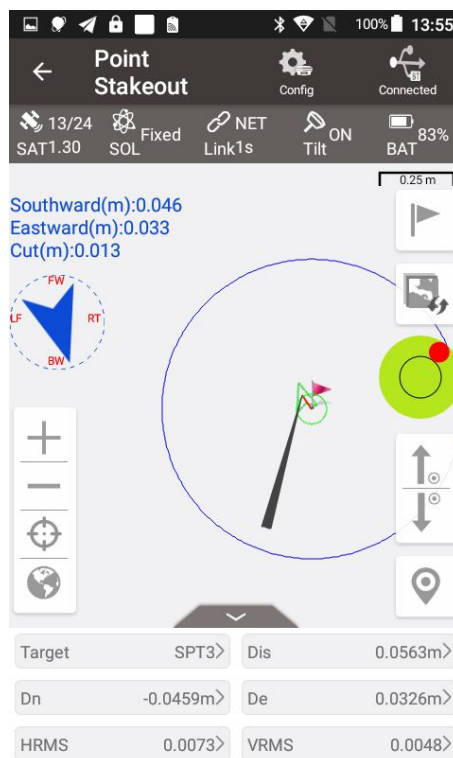 100% 13:55
Point
Stakeout
Config
Connected
13/24
SAT1.30
Fixed
SOL
NET
Link1s
ON
Tilt
83%
BAT
0.25 m
Southward(m):0.046
Eastward(m):0.033
Cut(m):0.013
FW
LF
RT
BW
Target SPT3>
Dis 0.0563m>
Dn -0.0459m>
De 0.0326m>
HRMS 0.0073>
VRMS 0.0048>